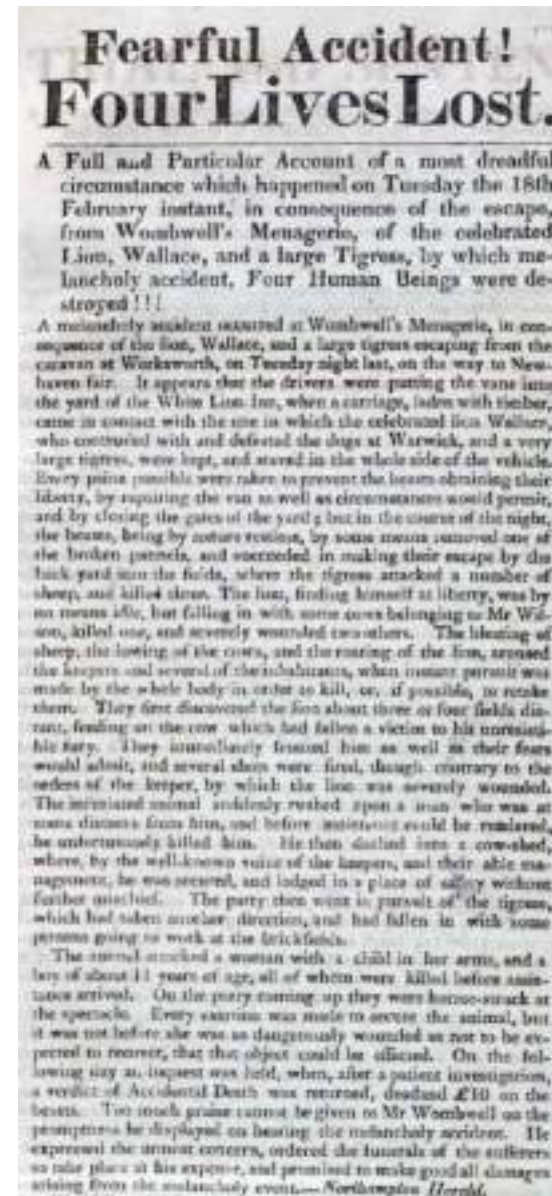 Fearful Accident!
Four Lives Lost.
A Full and Particular Account of a most dreadful
circumstance which happened on Tuesday the 18th
February instant, in consequence of the escape,
from Wombwell's Menagerie, of the celebrated
Lion, Wallace, and a large Tigress, by which me-
lancholy accident, Four Human Beings were de-
stroyed !!!
A melancholy accident occurred at Wombwell's Menagerie, in con-
sequence of the lion, Wallace, and a large tigress escaping from the
caravan at Worksworth, on Tuesday night last, on the way to New-
haven fair. It appears that the drivers were putting the vans into
the yard of the White Lion Inn, when a carriage, laden with timber,
came in contact with the one in which the celebrated lion Wallace,
who contended with and defeated the dogs at Warwick, and a very
large tigress, were kept, and staved in the whole side of the vehicle.
Every pains possible were taken to prevent the beasts obtaining their
liberty, by repairing the van as well as circumstances would permit,
and by closing the gates of the yard; but in the course of the night,
the beasts, being by nature restless, by some means removed one of
the broken pannels, and succeeded in making their escape by the
back yard into the fields, where the tigress attacked a number of
sheep, and killed three. The lion, finding himself at liberty, was by
no means idle, but falling in with some cows belonging to Mr Wil-
son, killed one, and severely wounded two others. The bleating of
sheep, the lowing of the cows, and the roaring of the lion, aroused
the keepers and several of the inhabitants, when instant pursuit was
made by the whole body in order to kill, or, if possible, to retake
them. They first discovered the lion about three or four fields dis-
tant, feeding on the cow which had fallen a victim to his unresisti-
ble fury. They immediately him as well as their fears
would admit, and several shots were fired, though contrary to the
orders of the keeper, by which the lion was severely wounded.
The animal suddenly rushed upon a man who was at
some distance from him, and before assistance could be rendered,
he unfortunately killed him. He then dashed into a cow-shed,
where, by the well-known voice of the keepers, and their able ma-
nagement, he was secured, and lodged in a place of safety without
further mischief. The party then went in pursuit of the tigress,
which had taken another direction, and had fallen in with some
persons going to work at the brickfields.
The animal attacked a woman with a child in her arms, and a
boy of about 11 years of age, all of whom were killed before assis-
tance arrived. On the party coming up they were horror-struck at
the spectacle. Every exertion was made to secure the animal, but
it was not before she was so dangerously wounded as not to be ex-
pected to recover, that that object could be effected. On the fol-
lowing day an inquest was held, when, after a patient investigation,
a verdict of Accidental Death was returned, deodand £10 on the
beasts. Too much praise cannot be given to Mr Wombwell on the
promptness he displayed on hearing the melancholy accident. He
expressed the utmost concern, ordered the funerals of the sufferers
to take place at his expense, and promised to make good all damages
arising from the melancholy event.—Northampton Herald.